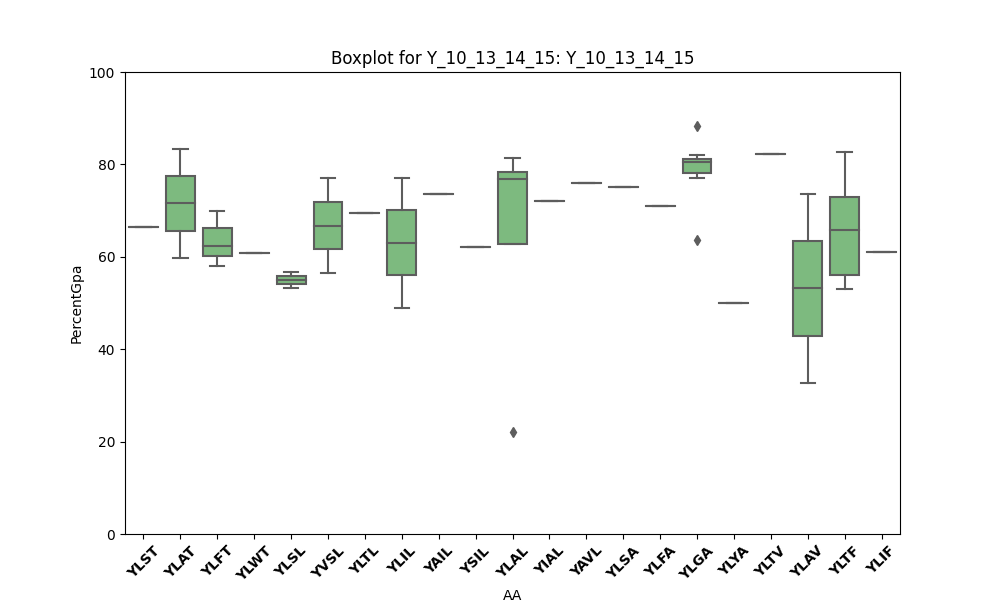 Boxplot for Y_10_13_14_15: Y_10_13_14_15
PercentGpa
100
80
60
40
20
0
YLST YLAT YLFT YLWT YLSL YVSL YLTL YLIL YAIL YSIL YLAL YIAL YAVL YLSA YLFA YLGA YLYA YLTV YLAV YLTF YLIF
AA